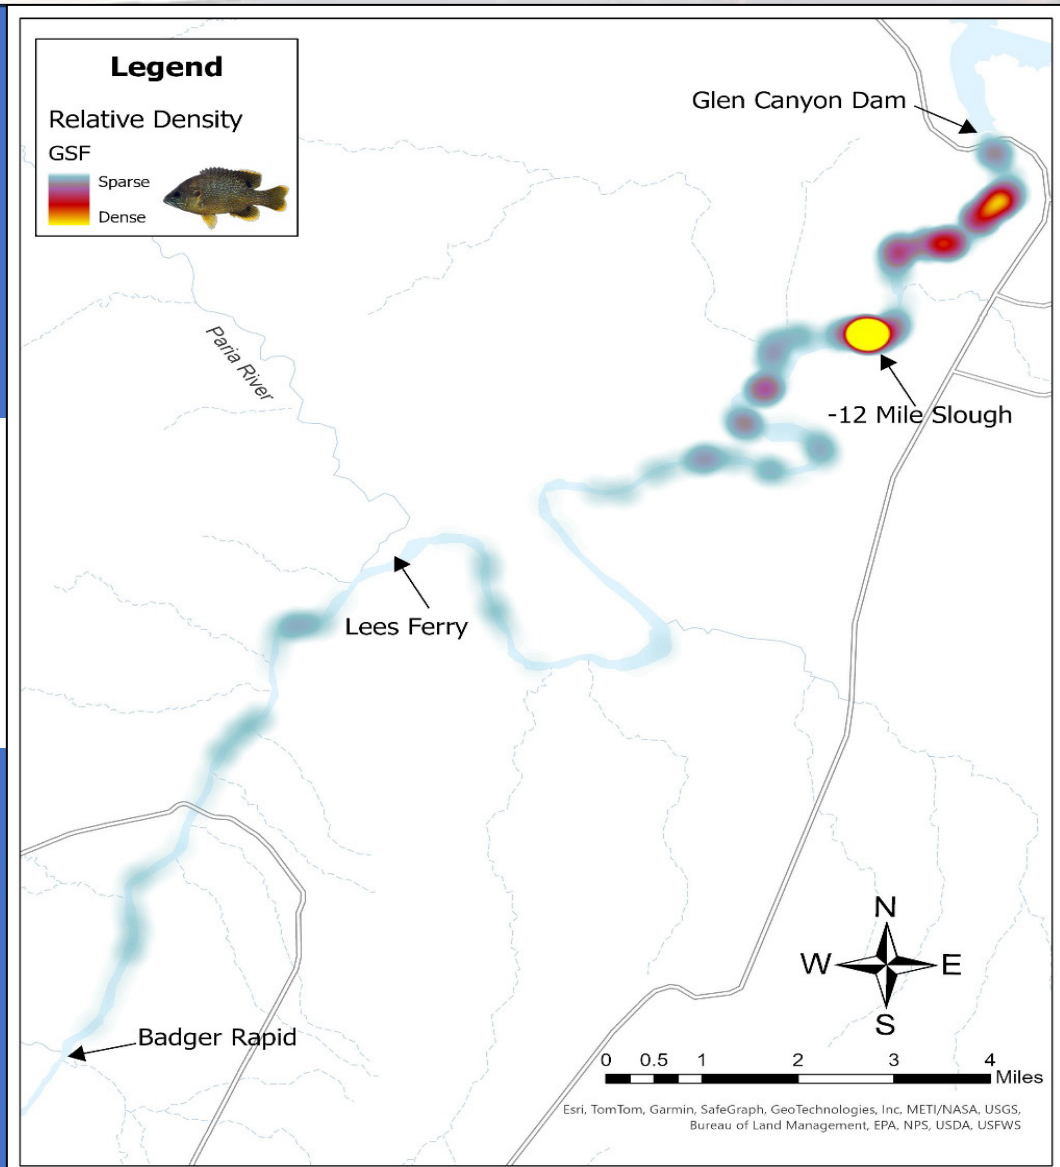 Legend
Relative Density
GSF
Sparse
Dense
Glen Canyon Dam
Paria River
-12 Mile Slough
Lees Ferry
Badger Rapid
N
W E
S
0 0.5 1 2 3 4
Miles
Esri, TomTom, Garmin, SafeGraph, GeoTechnologies, Inc, METI/NASA, USGS,
Bureau of Land Management, EPA, NPS, USDA, USFWS